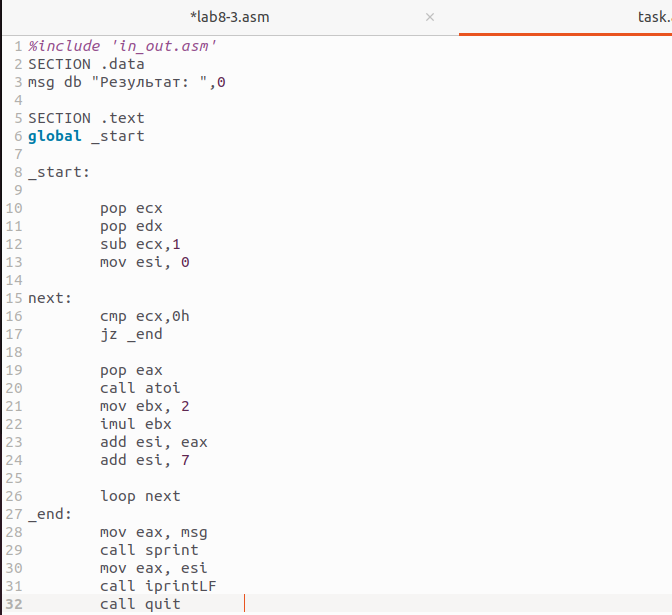 *lab8-3.asm × task.
1 %include 'in_out.asm'
2 SECTION .data
3 msg db "Результат: ",0
4
5 SECTION .text
6 global _start
7
8 _start:
9
10 pop ecx
11 pop edx
12 sub ecx,1
13 mov esi, 0
14
15 next:
16 cmp ecx,0h
17 jz _end
18
19 pop eax
20 call atoi
21 mov ebx, 2
22 imul ebx
23 add esi, eax
24 add esi, 7
25
26 loop next
27 _end:
28 mov eax, msg
29 call sprint
30 mov eax, esi
31 call iprintLF
32 call quit